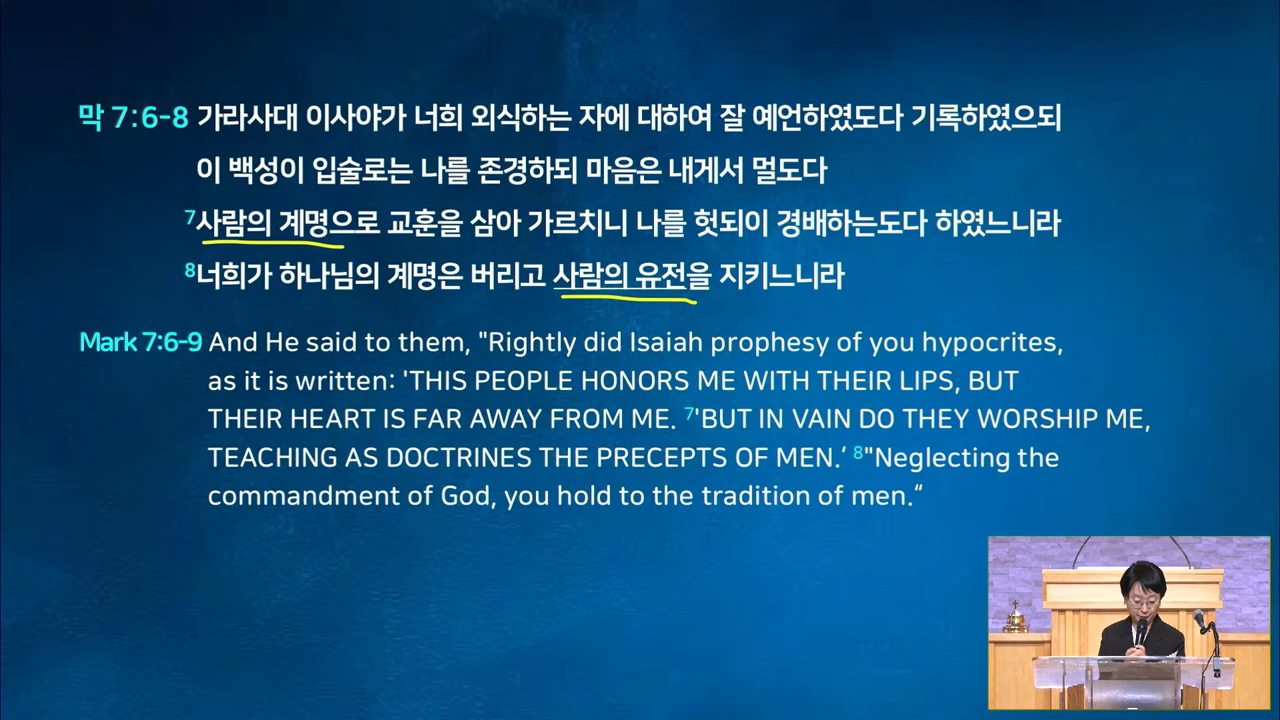 막 7:6-8 가라사대 이사야가 너희 외식하는 자에 대하여 잘 예언하였도다 기록하였으되
이 백성이 입술로는 나를 존경하되 마음은 내게서 멀도다
7사람의 계명으로 교훈을 삼아 가르치니 나를 헛되이 경배하는도다 하였느니라
8너희가 하나님의 계명은 버리고 사람의 유전을 지키느니라
Mark 7:6-9 And He said to them, "Rightly did Isaiah prophesy of you hypocrites,
as it is written: 'THIS PEOPLE HONORS ME WITH THEIR LIPS, BUT
THEIR HEART IS FAR AWAY FROM ME. 7'BUT IN VAIN DO THEY WORSHIP ME,
TEACHING AS DOCTRINES THE PRECEPTS OF MEN.' 8"Neglecting the
commandment of God, you hold to the tradition of men.“